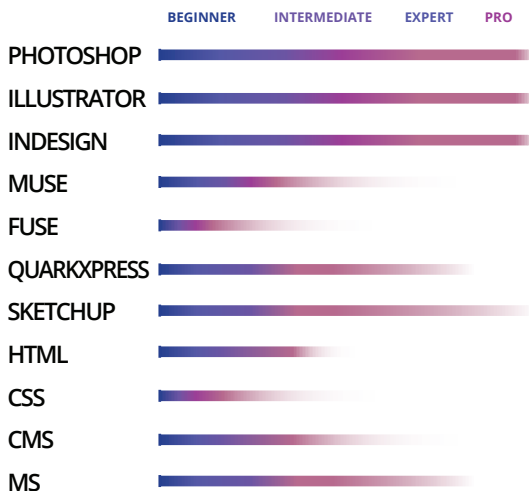 BEGINNER INTERMEDIATE EXPERT PRO
PHOTOSHOP
ILLUSTRATOR
INDESIGN
MUSE
FUSE
QUARKXPRESS
SKETCHUP
HTML
CSS
CMS
MS